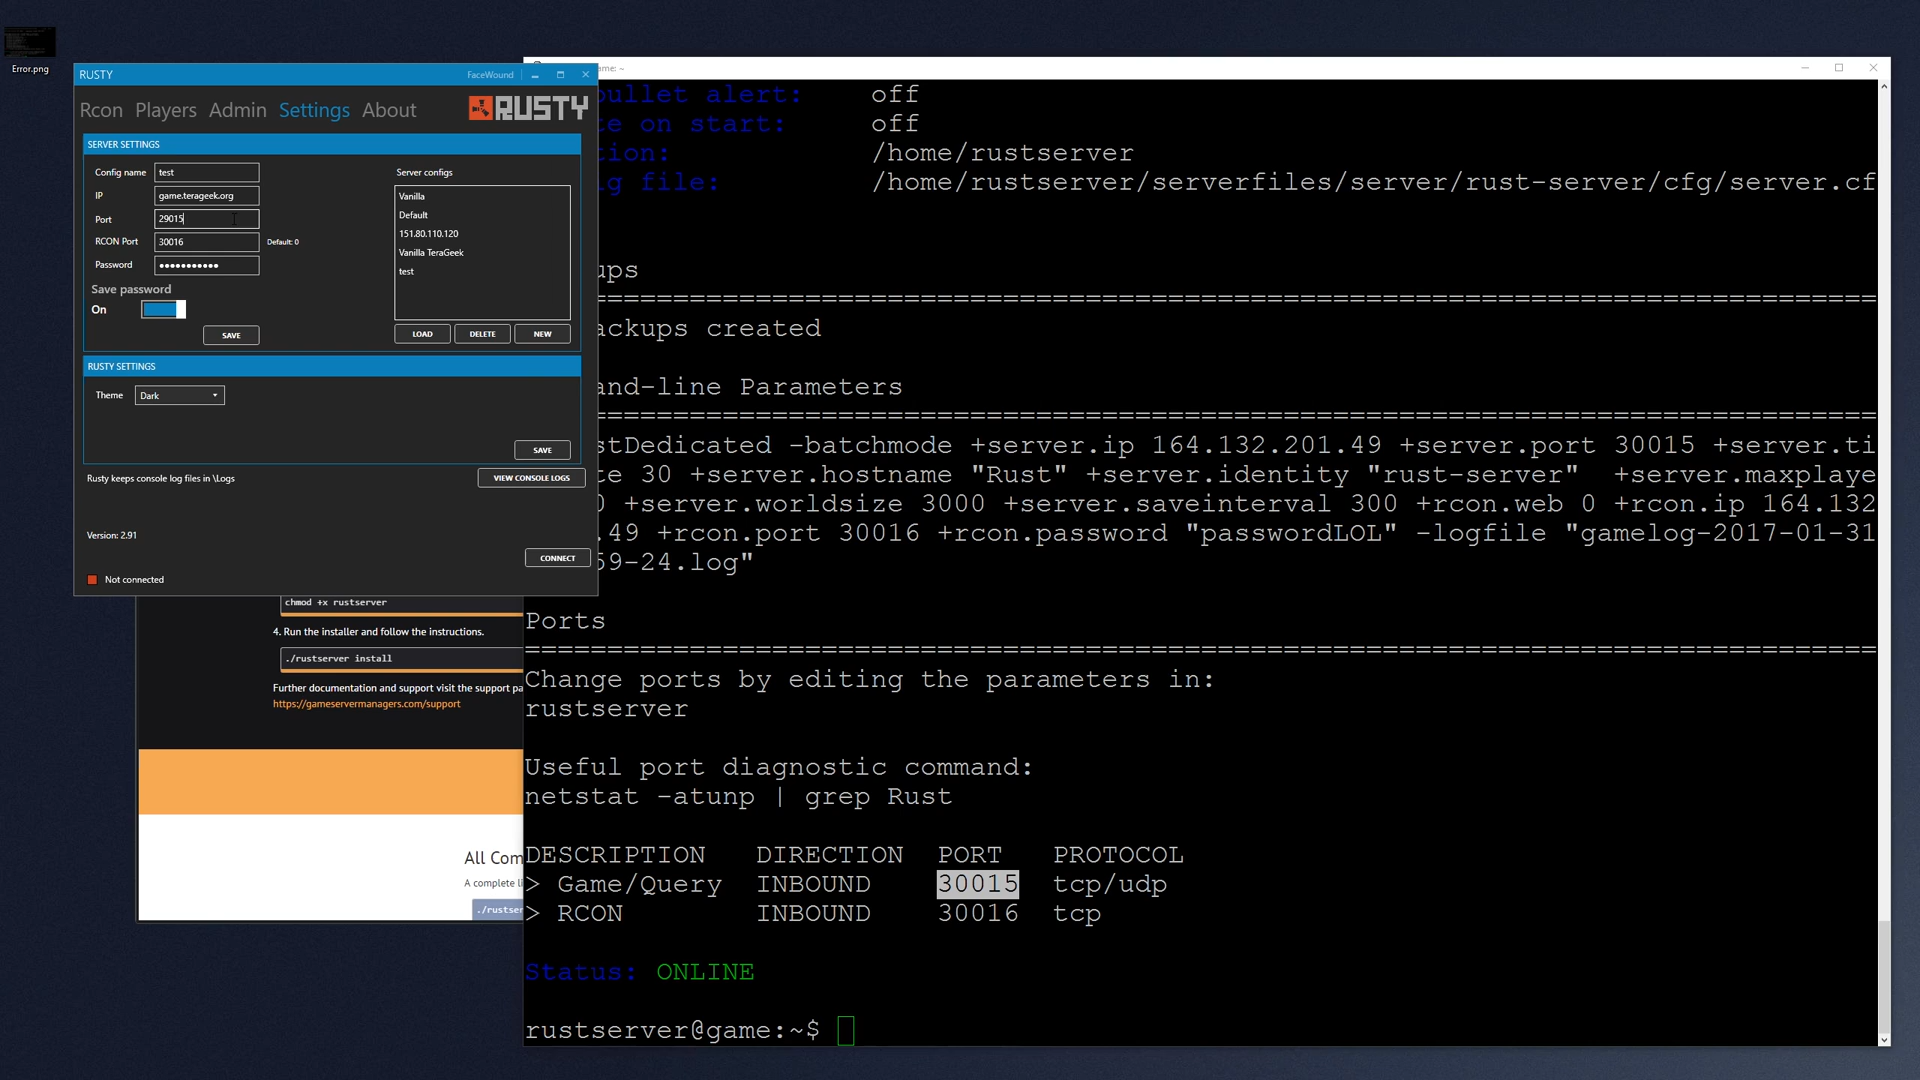 Error.png
RUSTY
FaceWound
Rcon Players Admin Settings About
RUSTY
SERVER SETTINGS
Config name test
IP game.terageek.org
Port 29015
RCON Port 30016 Default: 0
Password •••••••••••
Save password
On
SAVE
Server configs
Vanilla
Default
151.80.110.120
Vanilla TeraGeek
test
LOAD DELETE NEW
RUSTY SETTINGS
Theme Dark
SAVE
Rusty keeps console log files in \Logs
VIEW CONSOLE LOGS
Version: 2.91
CONNECT
Not connected
chmod +x rustserver
4. Run the installer and follow the instructions.
./rustserver install
Further documentation and support visit the support pa
https://gameservermanagers.com/support
All Com
A complete li
./rustser
me: ~
ullet alert: off
e on start: off
tion: /home/rustserver
g file: /home/rustserver/serverfiles/server/rust-server/cfg/server.cf
ups
==========
ackups created
and-line Parameters
==========
stDedicated -batchmode +server.ip 164.132.201.49 +server.port 30015 +server.ti
te 30 +server.hostname "Rust" +server.identity "rust-server" +server.maxplaye
0 +server.worldsize 3000 +server.saveinterval 300 +rcon.web 0 +rcon.ip 164.132
.49 +rcon.port 30016 +rcon.password "passwordLOL" -logfile "gamelog-2017-01-31
59-24.log"
Ports
==========
Change ports by editing the parameters in:
rustserver
Useful port diagnostic command:
netstat -atunp | grep Rust
DESCRIPTION DIRECTION PORT PROTOCOL
> Game/Query INBOUND 30015 tcp/udp
> RCON INBOUND 30016 tcp
Status: ONLINE
rustserver@game:~$